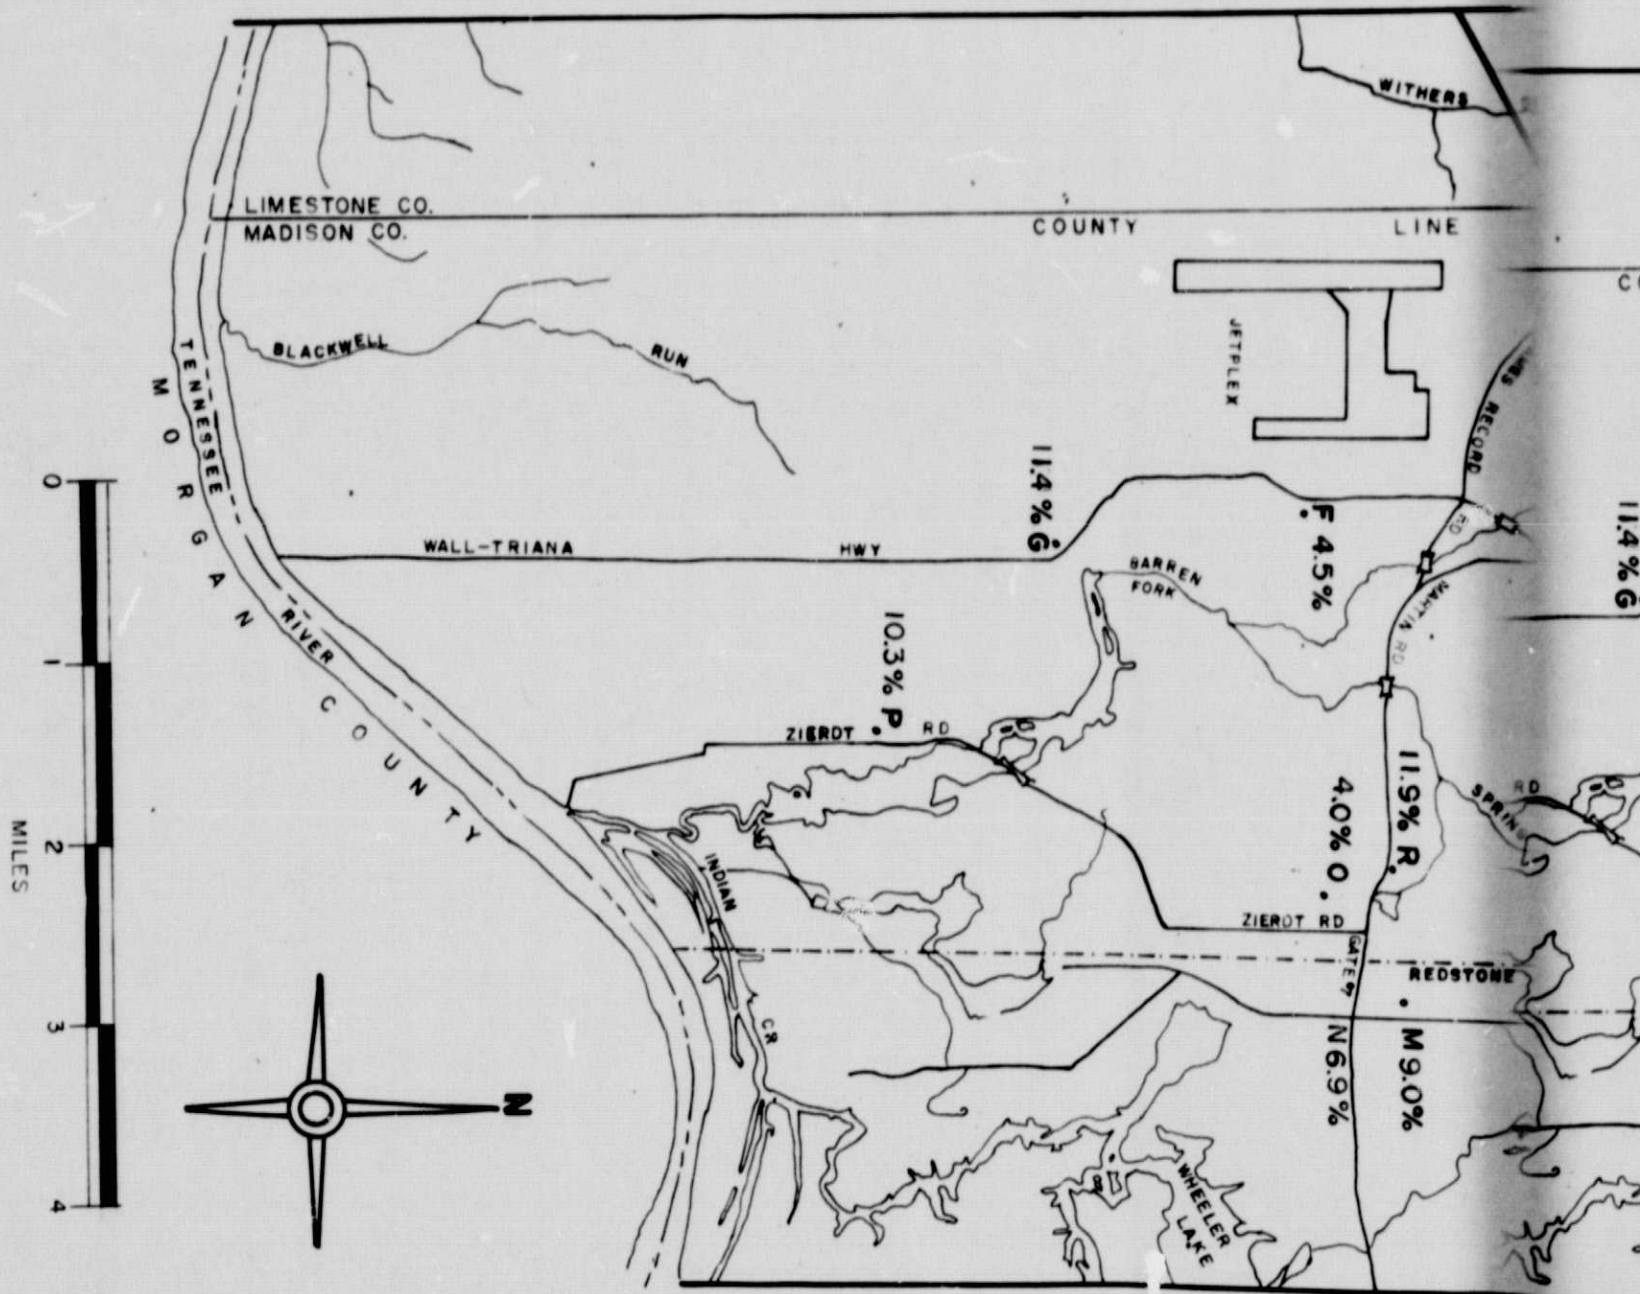 WITHERS
LIMESTONE CO.
MADISON CO.
COUNTY LINE
JETPLEX
BLACKWELL RUN
TENNESSEE RIVER
MORGAN COUNTY
RECORD
RD
11.4% G
F 4.5%
11.4% G
WALL-TRIANA HWY
BARREN
FORK
MARTIN RD
10.3% P
ZIERDT RD
11.9% R
4.0% O
SPRING
RD
INDIAN CR
ZIERDT RD
GATE 7
REDSTONE
M 9.0%
N 6.9%
WHEELER
LAKE
0
1
2
3
4
MILES
N